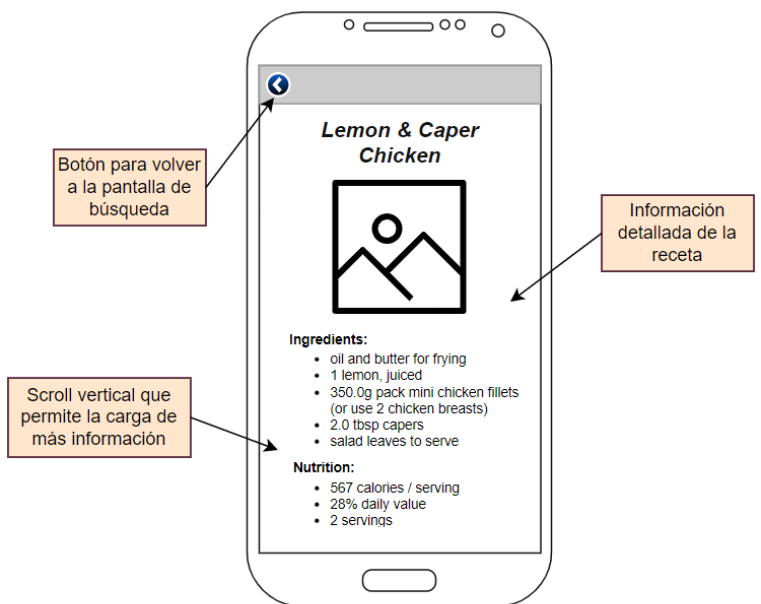 Lemon & Caper
Chicken
Botón para volver
a la pantalla de
búsqueda
Información
detallada de la
receta
Ingredients:
• oil and butter for frying
• 1 lemon, juiced
• 350.0g pack mini chicken fillets
(or use 2 chicken breasts)
• 2.0 tbsp capers
• salad leaves to serve
Scroll vertical que
permite la carga de
más información
Nutrition:
• 567 calories / serving
• 28% daily value
• 2 servings